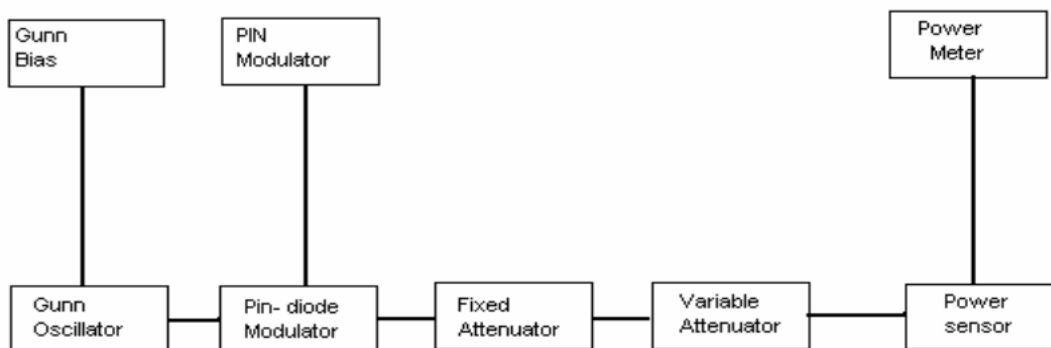 Gunn
Bias
PIN
Modulator
Power
Meter
Gunn
Oscillator
Pin- diode
Modulator
Fixed
Attenuator
Variable
Attenuator
Power
sensor